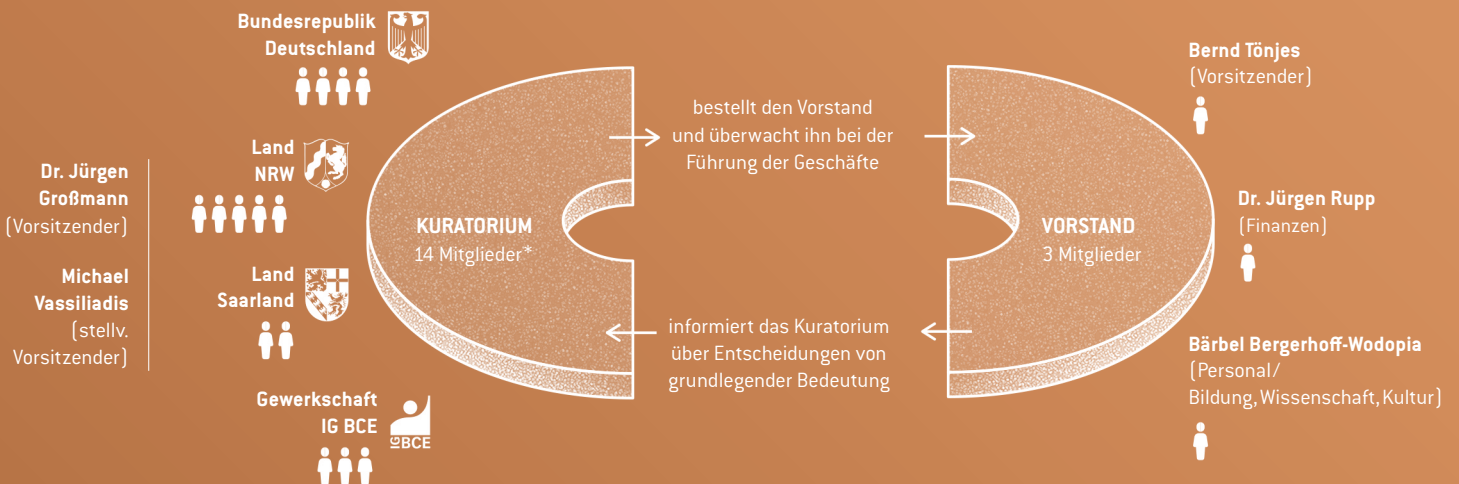 Bundesrepublik
Deutschland
Land
NRW
Dr. Jürgen
Großmann
(Vorsitzender)
Michael
Vassiliadis
(stellv.
Vorsitzender)
Land
Saarland
Gewerkschaft
IG BCE
IGBCE
KURATORIUM
14 Mitglieder*
bestellt den Vorstand
und überwacht ihn bei der
Führung der Geschäfte
informiert das Kuratorium
über Entscheidungen von
grundlegender Bedeutung
VORSTAND
3 Mitglieder
Bernd Tönjes
(Vorsitzender)
Dr. Jürgen Rupp
(Finanzen)
Bärbel Bergerhoff-Wodopia
(Personal/
Bildung, Wissenschaft, Kultur)